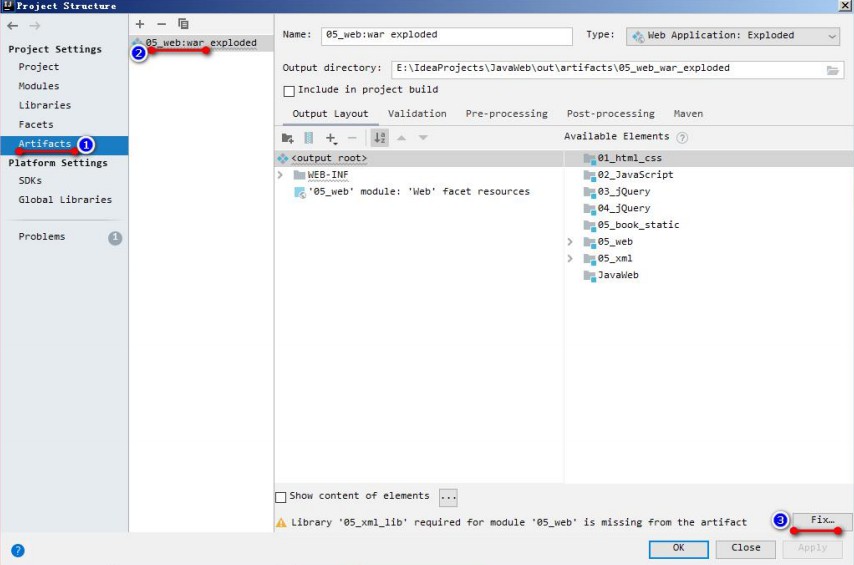 Project Structure
Project Settings
Project
Modules
Libraries
Facets
Artifacts 1
Platform Settings
SDKs
Global Libraries
Problems 1
05_web:war exploded
2
Name: 05_web:war exploded Type: Web Application: Exploded
Output directory: E:\IdeaProjects\JavaWeb\out\artifacts\05_web_war_exploded
Include in project build
Output Layout Validation Pre-processing Post-processing Maven
Available Elements ?
<output root>
WEB-INF
'05_web' module: 'Web' facet resources
01_html_css
02_JavaScript
03_jQuery
04_jQuery
05_book_static
05_web
05_xml
JavaWeb
Show content of elements ...
Library '05_xml_lib' required for module '05_web' is missing from the artifact 3 Fix…
? OK Close Apply